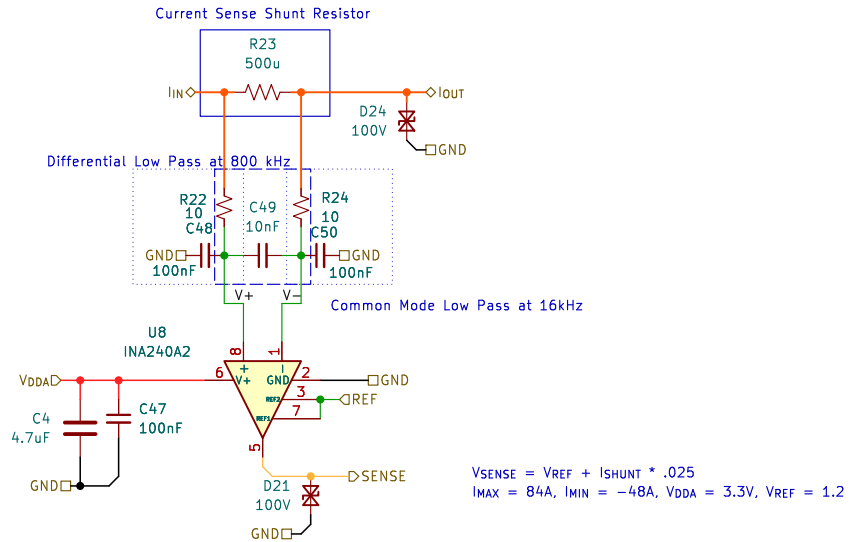 Current Sense Shunt Resistor
R23
500u
IIN
IOUT
D24
100V
GND
Differential Low Pass at 800 kHz
R22
10
C49
10nF
R24
10
C48
C50
GND
GND
100nF
100nF
V+
V-
Common Mode Low Pass at 16kHz
U8
INA240A2
8
1
+
-
VDDA
6
V+
GND
2
GND
REF2
3
REF
REF1
7
C4
4.7uF
C47
100nF
5
GND
SENSE
D21
100V
GND
VSENSE = VREF + ISHUNT * .025
IMAX = 84A, IMIN = -48A, VDDA = 3.3V, VREF = 1.2